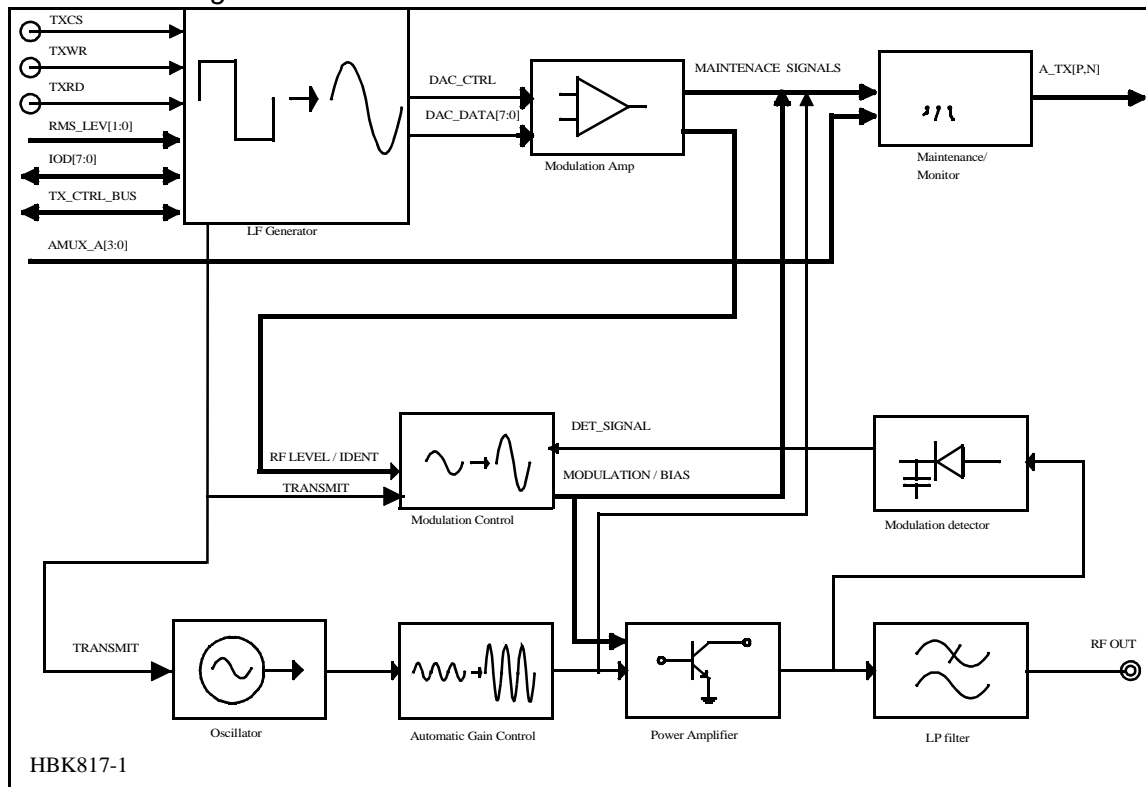 TXCS
TXWR
TXRD
RMS_LEV[1:0]
IOD[7:0]
TX_CTRL_BUS
AMUX_A[3:0]
LF Generator
DAC_CTRL
DAC_DATA[7:0]
Modulation Amp
MAINTENACE SIGNALS
Maintenance/
Monitor
A_TX[P,N]
RF LEVEL / IDENT
TRANSMIT
Modulation Control
DET_SIGNAL
MODULATION / BIAS
Modulation detector
TRANSMIT
Oscillator
Automatic Gain Control
Power Amplifier
LP filter
RF OUT
HBK817-1